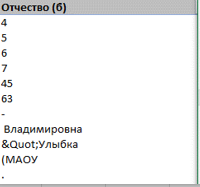 Отчество (б)
4
5
6
7
45
63
-
Владимировна
&Quot;Улыбка
(МАОУ
.